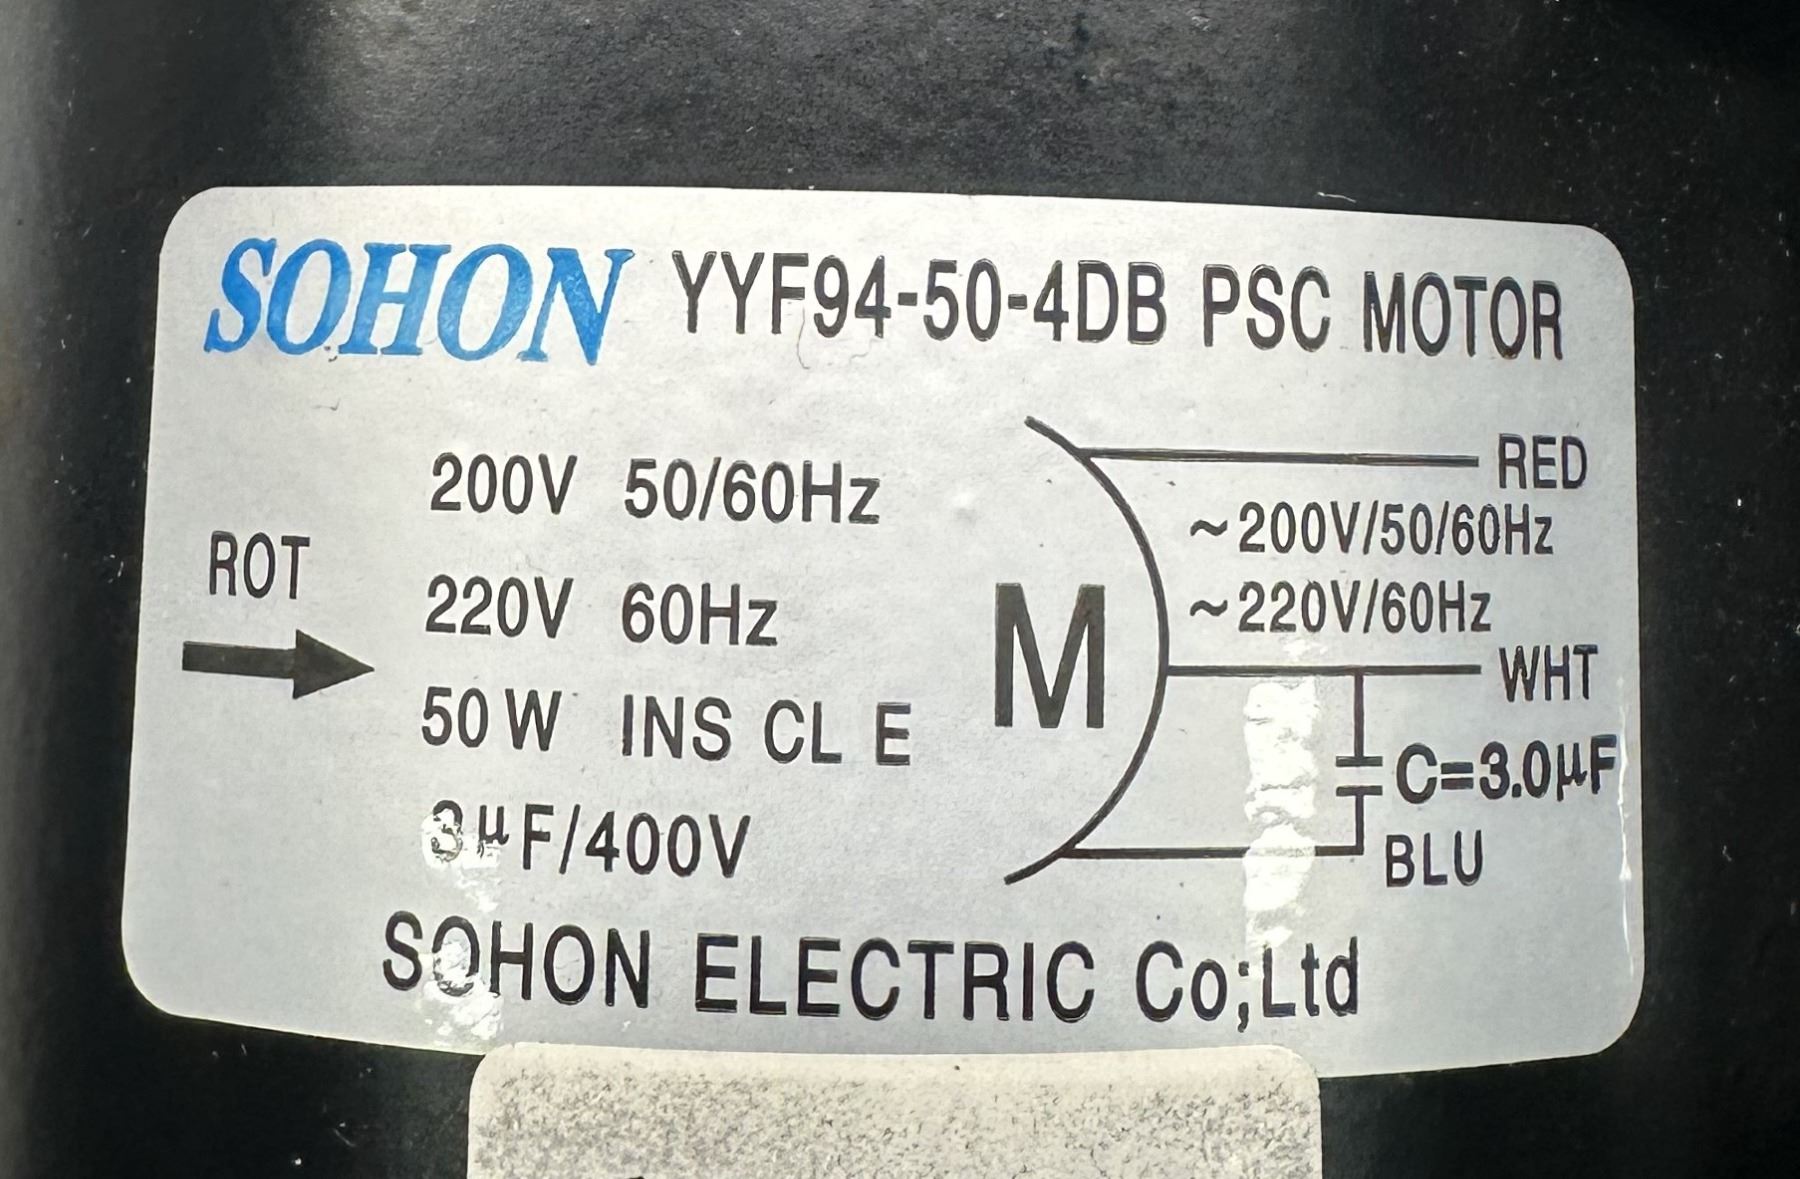 SOHON YYF94-50-4DB PSC MOTOR
200V 50/60Hz
220V 60Hz
50W INS CL E
3μF/400V
ROT
M
RED
~200V/50/60Hz
~220V/60Hz
WHT
C=3.0μF
BLU
SOHON ELECTRIC Co;Ltd